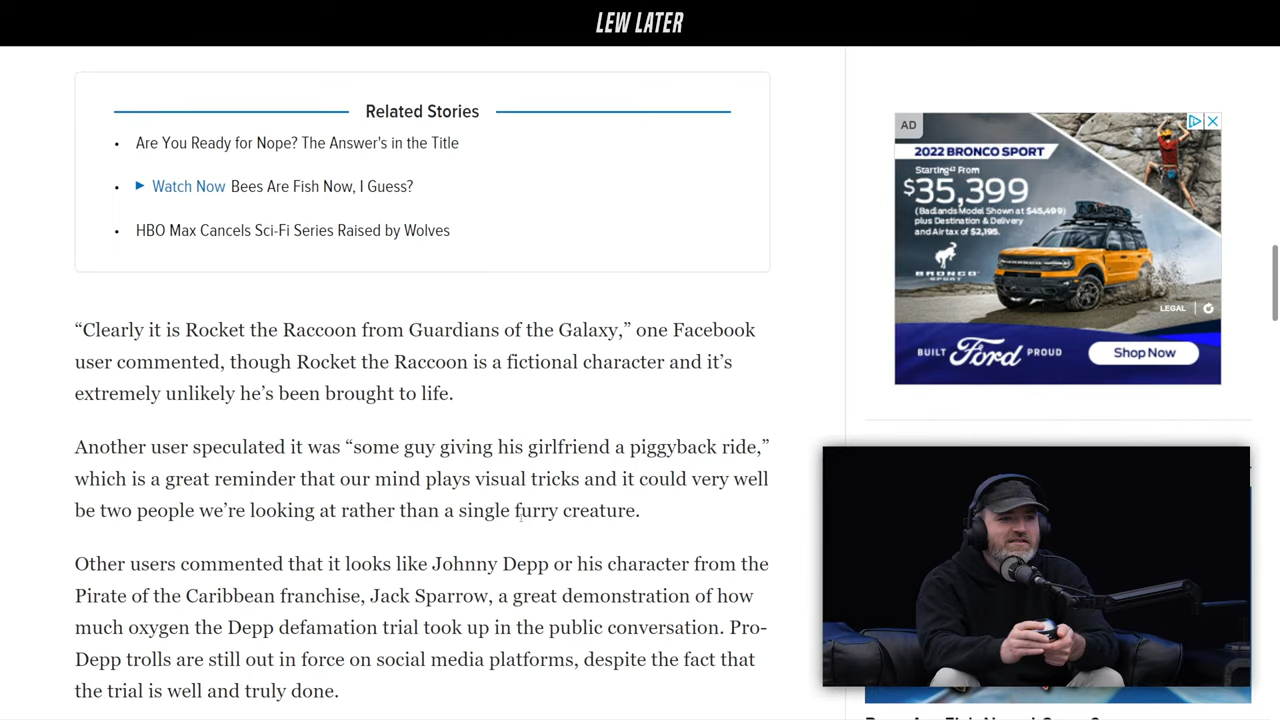 LEW LATER
Related Stories
• Are You Ready for Nope? The Answer's in the Title
• ► Watch Now Bees Are Fish Now, I Guess?
• HBO Max Cancels Sci-Fi Series Raised by Wolves
“Clearly it is Rocket the Raccoon from Guardians of the Galaxy,” one Facebook
user commented, though Rocket the Raccoon is a fictional character and it’s
extremely unlikely he’s been brought to life.
Another user speculated it was “some guy giving his girlfriend a piggyback ride,”
which is a great reminder that our mind plays visual tricks and it could very well
be two people we’re looking at rather than a single furry creature.
Other users commented that it looks like Johnny Depp or his character from the
Pirate of the Caribbean franchise, Jack Sparrow, a great demonstration of how
much oxygen the Depp defamation trial took up in the public conversation. Pro-
Depp trolls are still out in force on social media platforms, despite the fact that
the trial is well and truly done.
AD
2022 BRONCO SPORT
Starting From
$35,399
(Badlands Model Shown at $45,499)
plus Destination & Delivery
and Air tax of $2,195.
BRONCO
SPORT
LEGAL
BUILT Ford PROUD
Shop Now